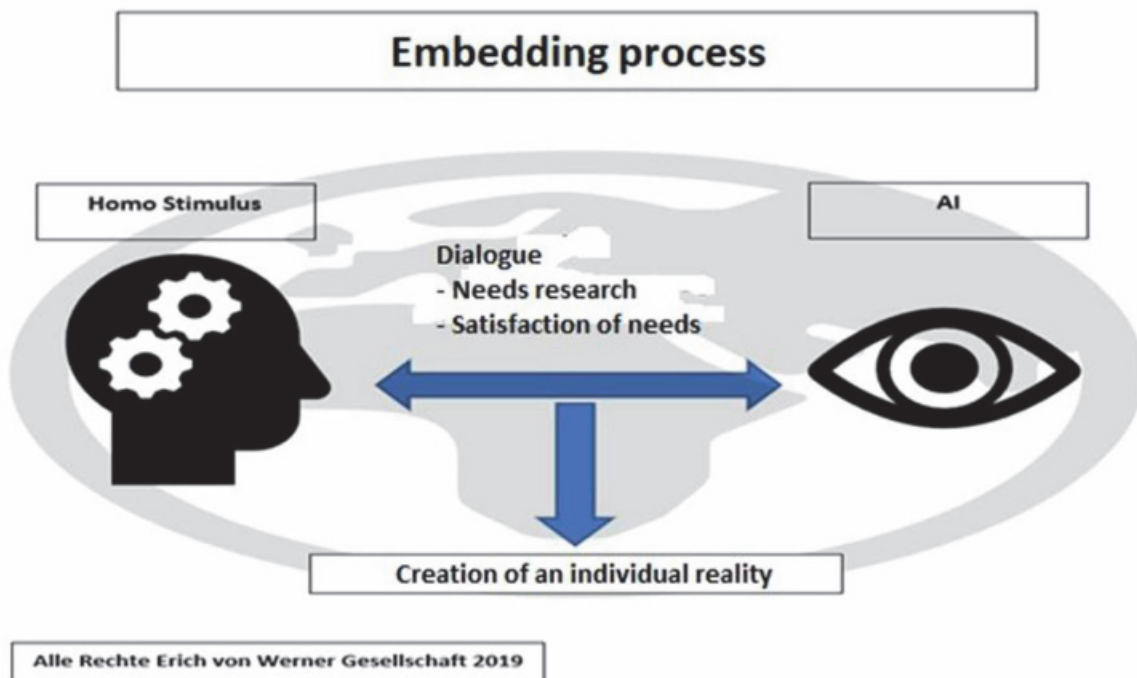 Embedding process
Homo Stimulus
AI
Dialogue
- Needs research
- Satisfaction of needs
Creation of an individual reality
Alle Rechte Erich von Werner Gesellschaft 2019